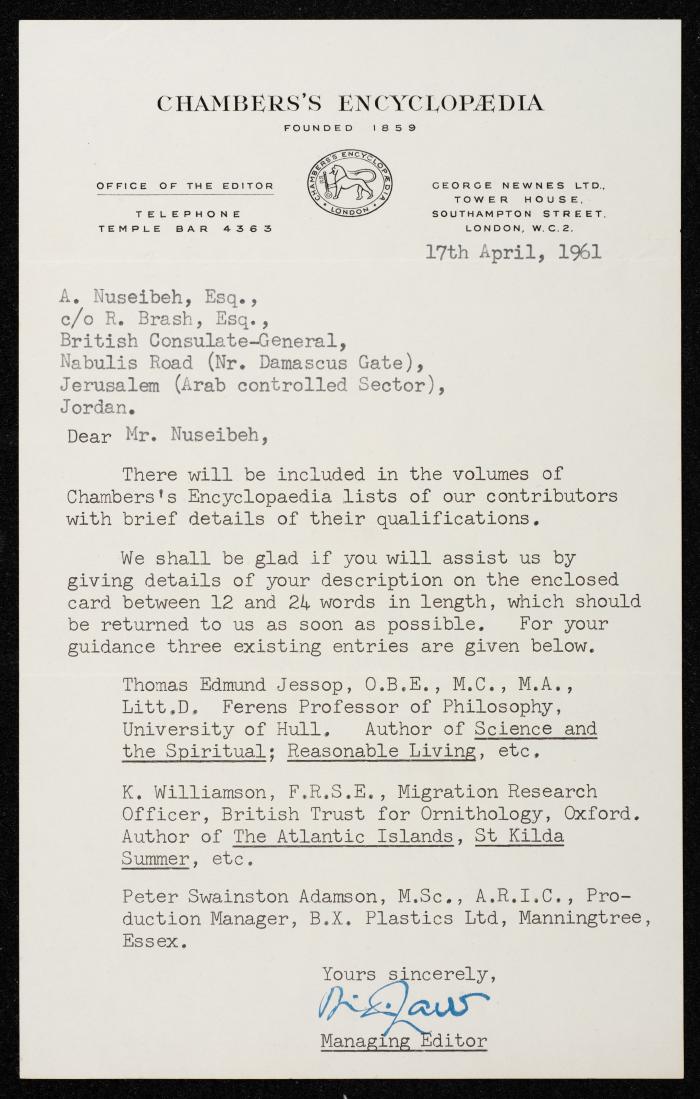 CHAMBERS'S ENCYCLOPÆDIA
FOUNDED 1859
OFFICE OF THE EDITOR
TELEPHONE
TEMPLE BAR 4363
CHAMBERS'S ENCYCLOPÆDIA
LONDON
GEORGE NEWNES LTD.,
TOWER HOUSE,
SOUTHAMPTON STREET,
LONDON, W.C.2.
17th April, 1961
A. Nuseibeh, Esq.,
c/o R. Brash, Esq.,
British Consulate-General,
Nabulis Road (Nr. Damascus Gate),
Jerusalem (Arab controlled Sector),
Jordan.
Dear Mr. Nuseibeh,
There will be included in the volumes of
Chambers's Encyclopaedia lists of our contributors
with brief details of their qualifications.
We shall be glad if you will assist us by
giving details of your description on the enclosed
card between 12 and 24 words in length, which should
be returned to us as soon as possible. For your
guidance three existing entries are given below.
Thomas Edmund Jessop, O.B.E., M.C., M.A.,
Litt.D. Ferens Professor of Philosophy,
University of Hull. Author of Science and
the Spiritual; Reasonable Living, etc.
K. Williamson, F.R.S.E., Migration Research
Officer, British Trust for Ornithology, Oxford.
Author of The Atlantic Islands, St Kilda
Summer, etc.
Peter Swainston Adamson, M.Sc., A.R.I.C., Pro-
duction Manager, B.X. Plastics Ltd, Manningtree,
Essex.
Yours sincerely,
Managing Editor